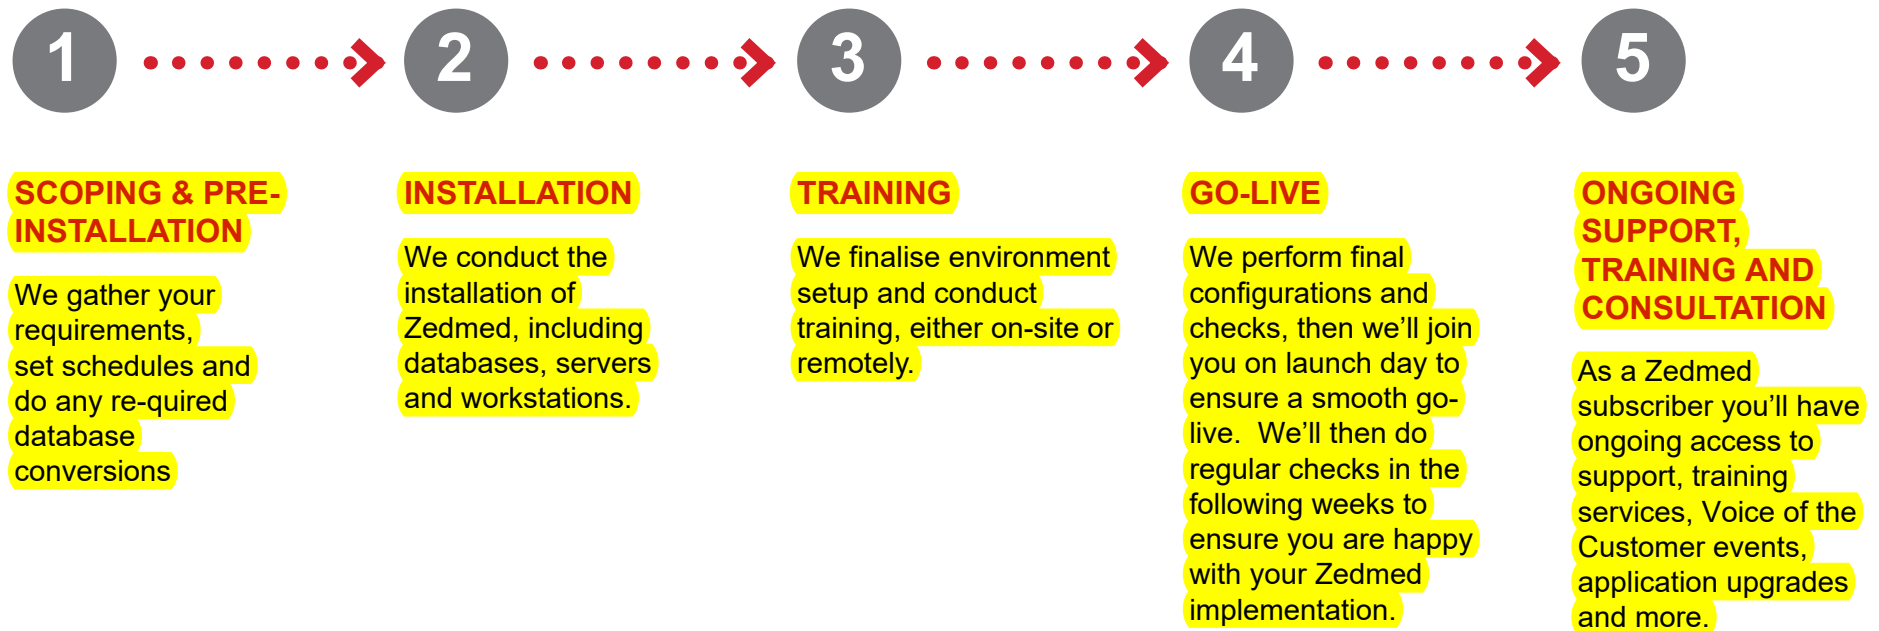 1
2
3
4
5
SCOPING & PRE-
INSTALLATION
We gather your
requirements,
set schedules and
do any re-quired
database
conversions
INSTALLATION
We conduct the
installation of
Zedmed, including
databases, servers
and workstations.
TRAINING
We finalise environment
setup and conduct
training, either on-site or
remotely.
GO-LIVE
We perform final
configurations and
checks, then we’ll join
you on launch day to
ensure a smooth go-
live.  We’ll then do
regular checks in the
following weeks to
ensure you are happy
with your Zedmed
implementation.
ONGOING
SUPPORT,
TRAINING AND
CONSULTATION
As a Zedmed
subscriber you’ll have
ongoing access to
support, training
services, Voice of the
Customer events,
application upgrades
and more.